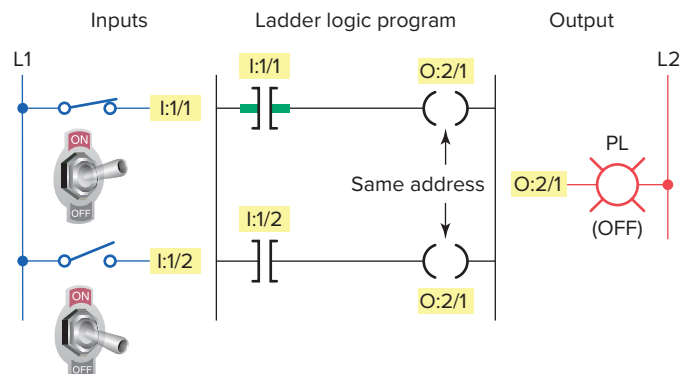 Inputs
Ladder logic program
Output
L1
L2
I:1/1
O:2/1
I:1/1
ON
OFF
PL
Same address
O:2/1
(OFF)
I:1/2
I:1/2
O:2/1
ON
OFF